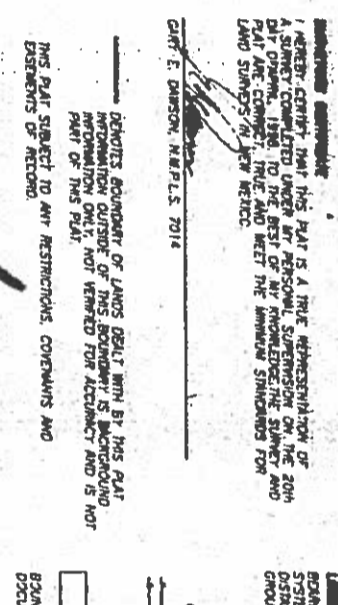 I HEREBY CERTIFY THAT THIS PLAT IS A TRUE REPRESENTATION OF
A SURVEY COMPLETED UNDER MY PERSONAL SUPERVISION ON THE 20th
DAY OF APRIL, 1998, TO THE BEST OF MY KNOWLEDGE, THE SURVEY AND
PLAT ARE CORRECT, TRUE AND MEET THE MINIMUM STANDARDS FOR
LAND SURVEYS IN NEW MEXICO.
GARY E. DAWSON, N.M.P.L.S. 7014
DENOTES BOUNDARY OF LANDS DEALT WITH BY THIS PLAT
INFORMATION OUTSIDE OF THIS BOUNDARY IS BACKGROUND
INFORMATION ONLY, NOT VERIFIED FOR ACCURACY AND IS NOT
PART OF THIS PLAT.
THIS PLAT SUBJECT TO ANY RESTRICTIONS, COVENANTS AND
EASEMENTS OF RECORD.